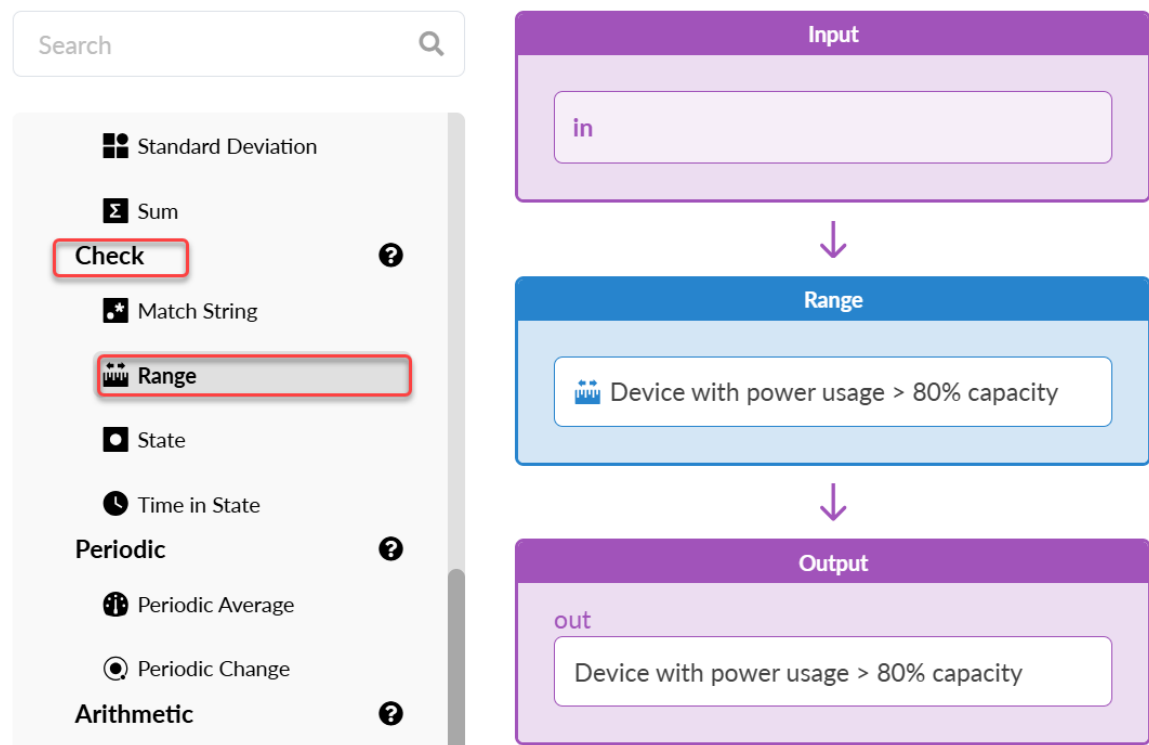 Search
Standard Deviation
Σ Sum
Check
Match String
Range
State
Time in State
Periodic
Periodic Average
Periodic Change
Arithmetic
Input
in
Range
Device with power usage > 80% capacity
Output
out
Device with power usage > 80% capacity